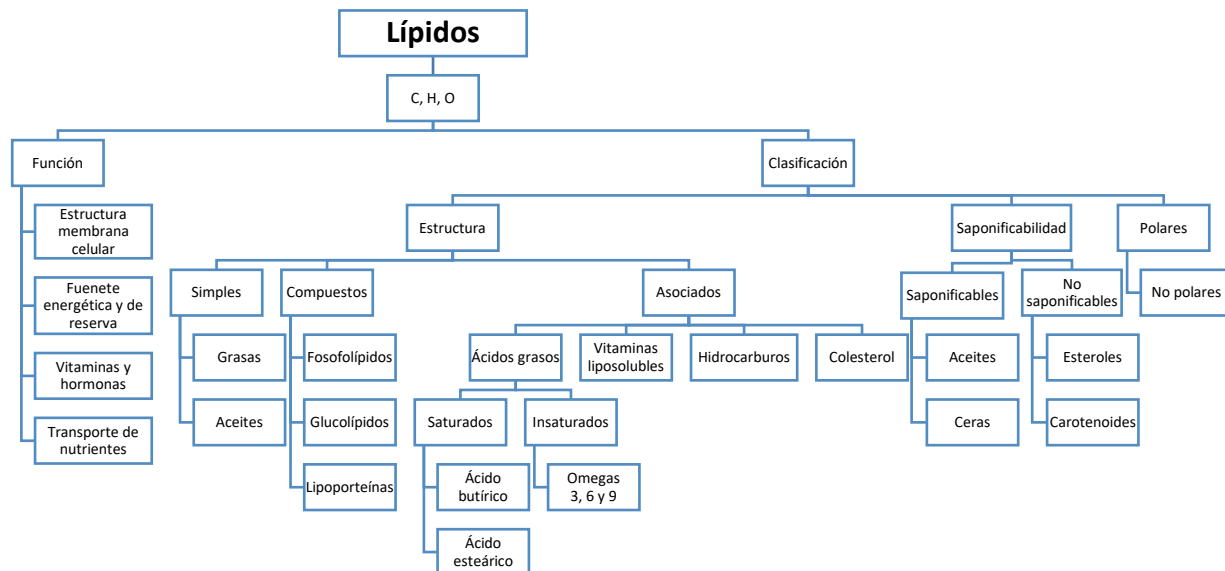 Lípidos
C, H, O
Función
Clasificación
Estructura
membrana
celular
Fuenete
energética y de
reserva
Vitaminas y
hormonas
Transporte de
nutrientes
Estructura
Saponificabilidad
Polares
Simples
Compuestos
Asociados
Saponificables
No
saponificables
No polares
Grasas
Aceites
Fosofolípidos
Glucolípidos
Lipoporteínas
Ácidos grasos
Vitaminas
liposolubles
Hidrocarburos
Colesterol
Saturados
Insaturados
Ácido
butírico
Ácido
esteárico
Omegas
3, 6 y 9
Aceites
Ceras
Esteroles
Carotenoides